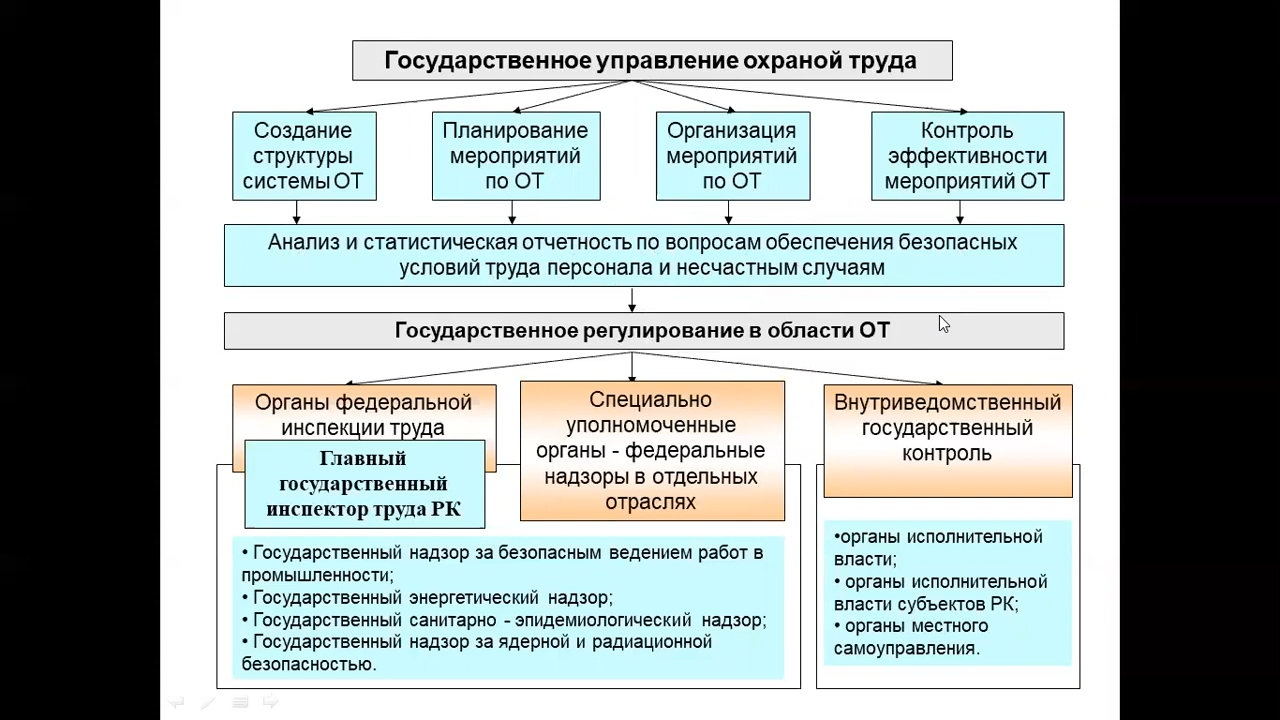 Государственное управление охраной труда
Создание
структуры
системы ОТ
Планирование
мероприятий
по ОТ
Организация
мероприятий
по ОТ
Контроль
эффективности
мероприятий ОТ
Анализ и статистическая отчетность по вопросам обеспечения безопасных
условий труда персонала и несчастным случаям
Государственное регулирование в области ОТ
Органы федеральной
инспекции труда
Главный
государственный
инспектор труда РК
Специально
уполномоченные
органы - федеральные
надзоры в отдельных
отраслях
Внутриведомственный
государственный
контроль
• Государственный надзор за безопасным ведением работ в
промышленности;
• Государственный энергетический надзор;
• Государственный санитарно - эпидемиологический надзор;
• Государственный надзор за ядерной и радиационной
безопасностью.
•органы исполнительной
власти;
• органы исполнительной
власти субъектов РК;
• органы местного
самоуправления.